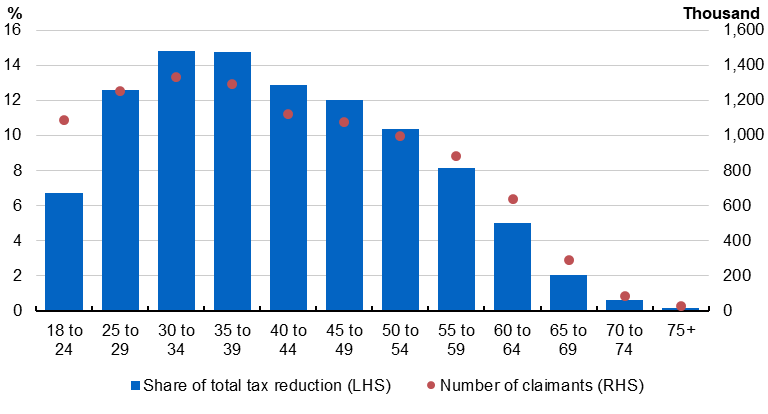 % Thousand
16 1,600
14 1,400
12 1,200
10 1,000
8 800
6 600
4 400
2 200
0 0
18 to 25 to 30 to 35 to 40 to 45 to 50 to 55 to 60 to 65 to 70 to 75+
24 29 34 39 44 49 54 59 64 69 74
Share of total tax reduction (LHS) Number of claimants (RHS)